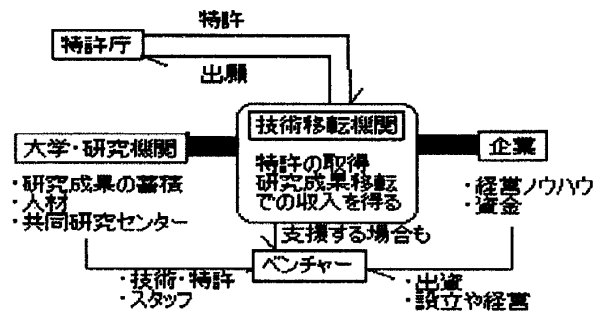 特許
特許庁
出願
技術移転機関
特許の取得
研究成果移転
での収入を得る
大学・研究機関
・研究成果の蓄積
・人材
・共同研究センター
企業
・経営ノウハウ
・資金
支援する場合も
ベンチャー
・技術・特許
・スタッフ
・出資
・設立や経営